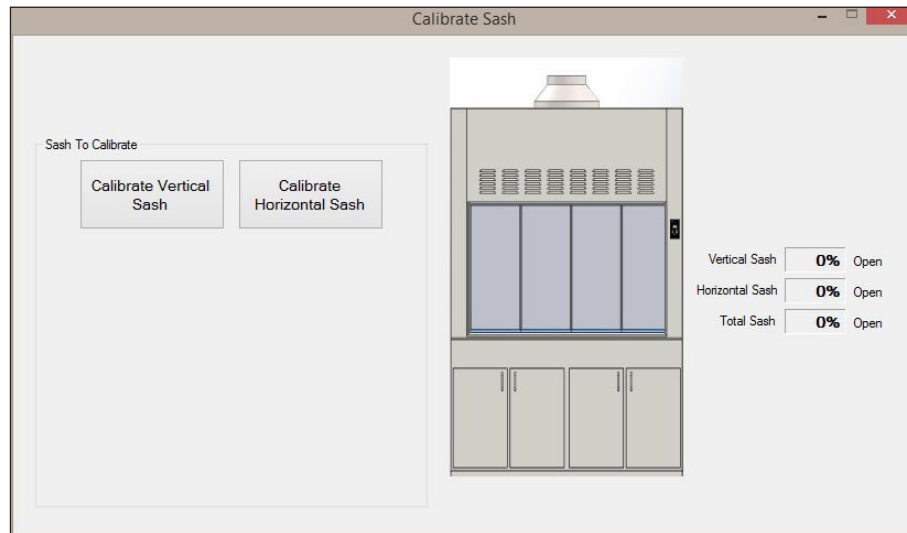 Calibrate Sash
Sash To Calibrate
Calibrate Vertical
Sash
Calibrate
Horizontal Sash
Vertical Sash 0% Open
Horizontal Sash 0% Open
Total Sash 0% Open